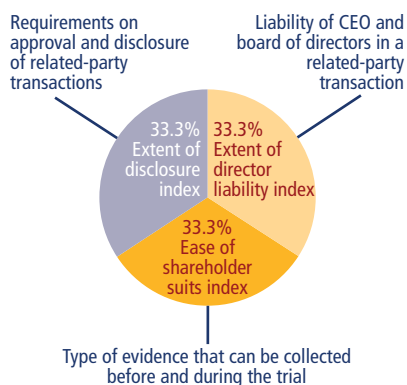 Requirements on
approval and disclosure
of related-party
transactions
Liability of CEO and
board of directors in a
related-party
transaction
33.3%
Extent of
disclosure
index
33.3%
Extent of
director
liability index
33.3%
Ease of
shareholder
suits index
Type of evidence that can be collected
before and during the trial